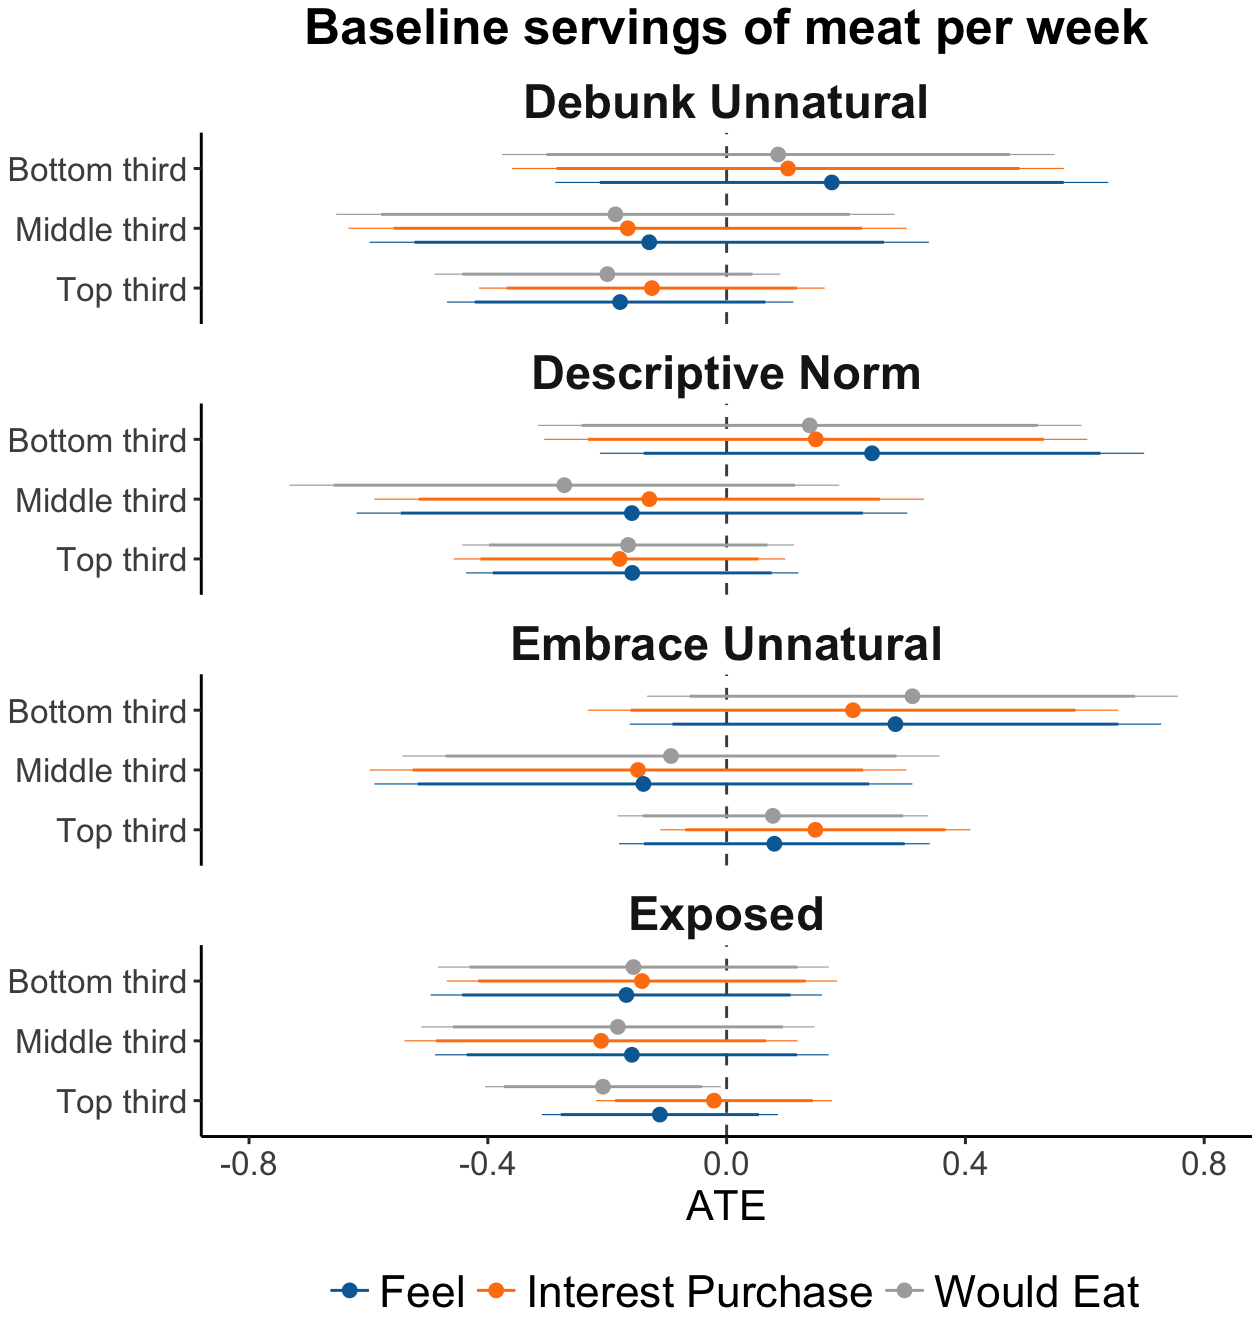 Baseline servings of meat per week
Debunk Unnatural
Bottom third
Middle third
Top third
Descriptive Norm
Bottom third
Middle third
Top third
Embrace Unnatural
Bottom third
Middle third
Top third
Exposed
Bottom third
Middle third
Top third
-0.8 -0.4 0.0 0.4 0.8
ATE
Feel Interest Purchase Would Eat